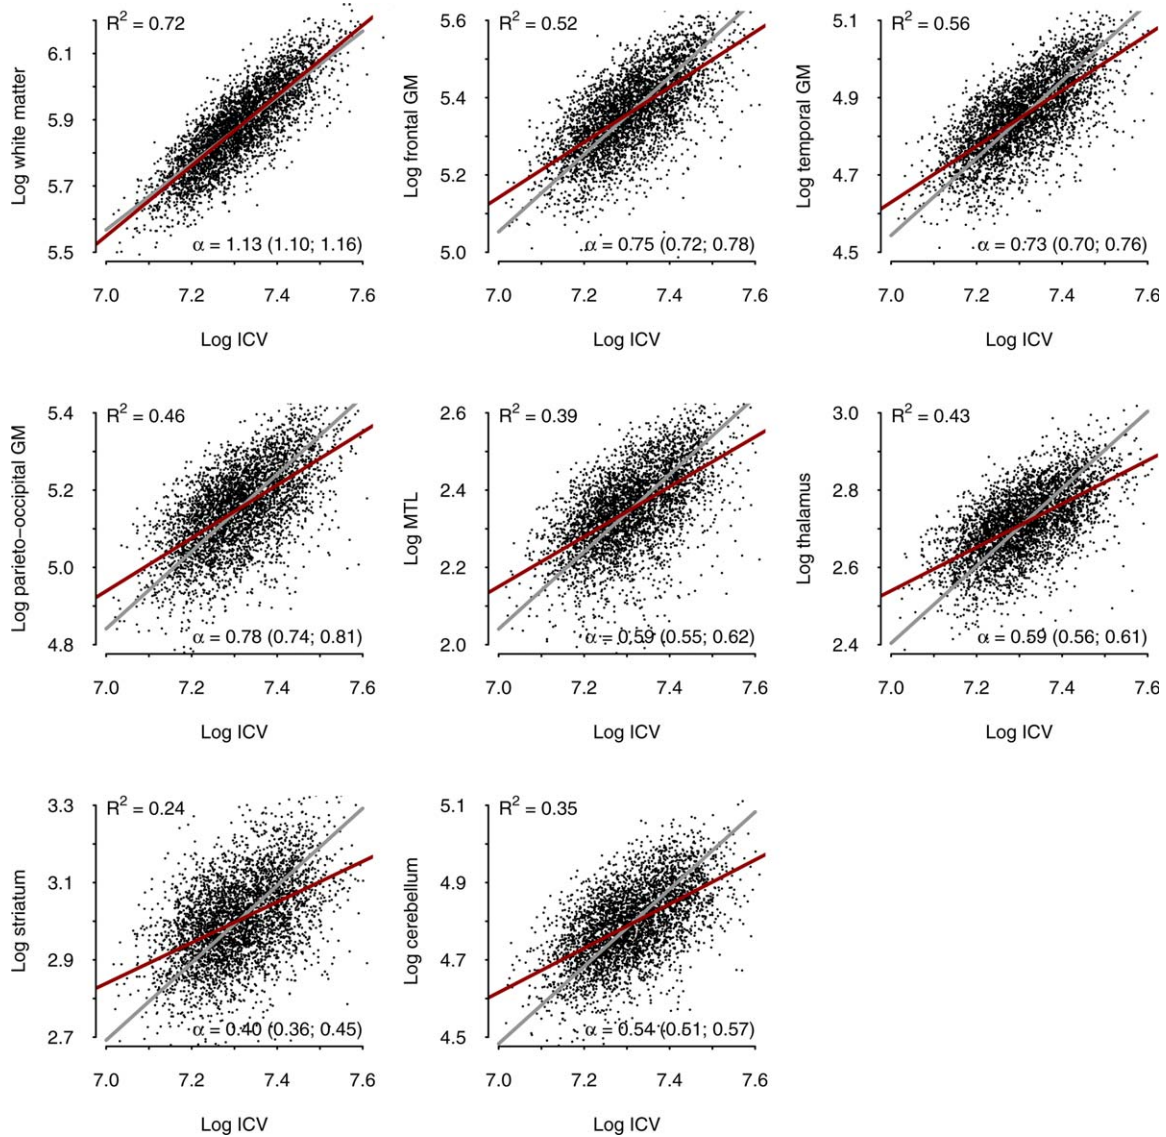 R² = 0.72
Log white matter
6.1
5.9
5.7
5.5
α = 1.13 (1.10; 1.16)
7.0 7.2 7.4 7.6
Log ICV
R² = 0.52
Log frontal GM
5.6
5.4
5.2
5.0
α = 0.75 (0.72; 0.78)
7.0 7.2 7.4 7.6
Log ICV
R² = 0.56
Log temporal GM
5.1
4.9
4.7
4.5
α = 0.73 (0.70; 0.76)
7.0 7.2 7.4 7.6
Log ICV
R² = 0.46
Log parieto−occipital GM
5.4
5.2
5.0
4.8
α = 0.78 (0.74; 0.81)
7.0 7.2 7.4 7.6
Log ICV
R² = 0.39
Log MTL
2.6
2.4
2.2
2.0
α = 0.59 (0.55; 0.62)
7.0 7.2 7.4 7.6
Log ICV
R² = 0.43
Log thalamus
3.0
2.8
2.6
2.4
α = 0.59 (0.56; 0.61)
7.0 7.2 7.4 7.6
Log ICV
R² = 0.24
Log striatum
3.3
3.1
2.9
2.7
α = 0.40 (0.36; 0.45)
7.0 7.2 7.4 7.6
Log ICV
R² = 0.35
Log cerebellum
5.1
4.9
4.7
4.5
α = 0.54 (0.51; 0.57)
7.0 7.2 7.4 7.6
Log ICV